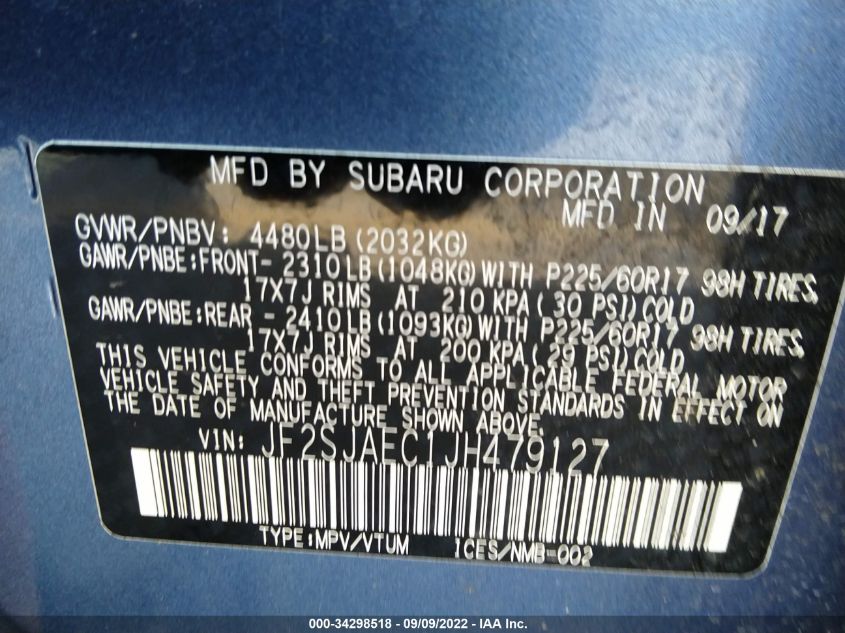 MFD BY SUBARU CORPORATION
MFD IN 09/17
GVWR/PNBV: 4480LB(2032KG)
GAWR/PNBE:FRONT- 2310LB(1048KG)WITH P225/60R17 98H TIRES,
17X7J RIMS AT 210 KPA( 30 PSI)COLD
GAWR/PNBE:REAR - 2410LB(1093KG)WITH P225/60R17 98H TIRES,
17X7J RIMS AT 200 KPA( 29 PSI)COLD
THIS VEHICLE CONFORMS TO ALL APPLICABLE FEDERAL MOTOR
VEHICLE SAFETY AND THEFT PREVENTION STANDARDS IN EFFECT ON
THE DATE OF MANUFACTURE SHOWN ABOVE.
VIN: JF2SJAEC1JH479127
TYPE:MPV/VTUM ICES/NMB-002
000-34298518 - 09/09/2022 - IAA Inc.